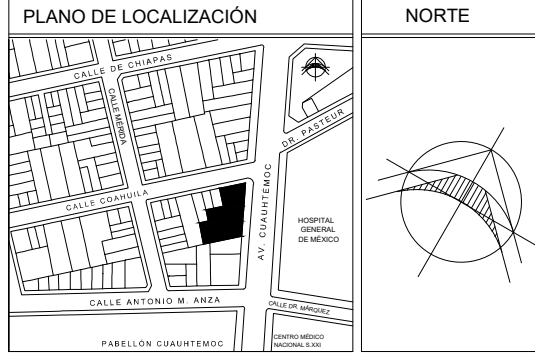 PLANO DE LOCALIZACIÓN
NORTE
CALLE DE CHIAPAS
CALLE MÉRIDA
DR. PASTEUR
CALLE COAHUILA
AV. CUAUHTEMOC
HOSPITAL
GENERAL
DE MÉXICO
CALLE ANTONIO M. ANZA
CALLE DR. MÁRQUEZ
PABELLÓN CUAUHTEMOC
CENTRO MÉDICO
NACIONAL S.XXI